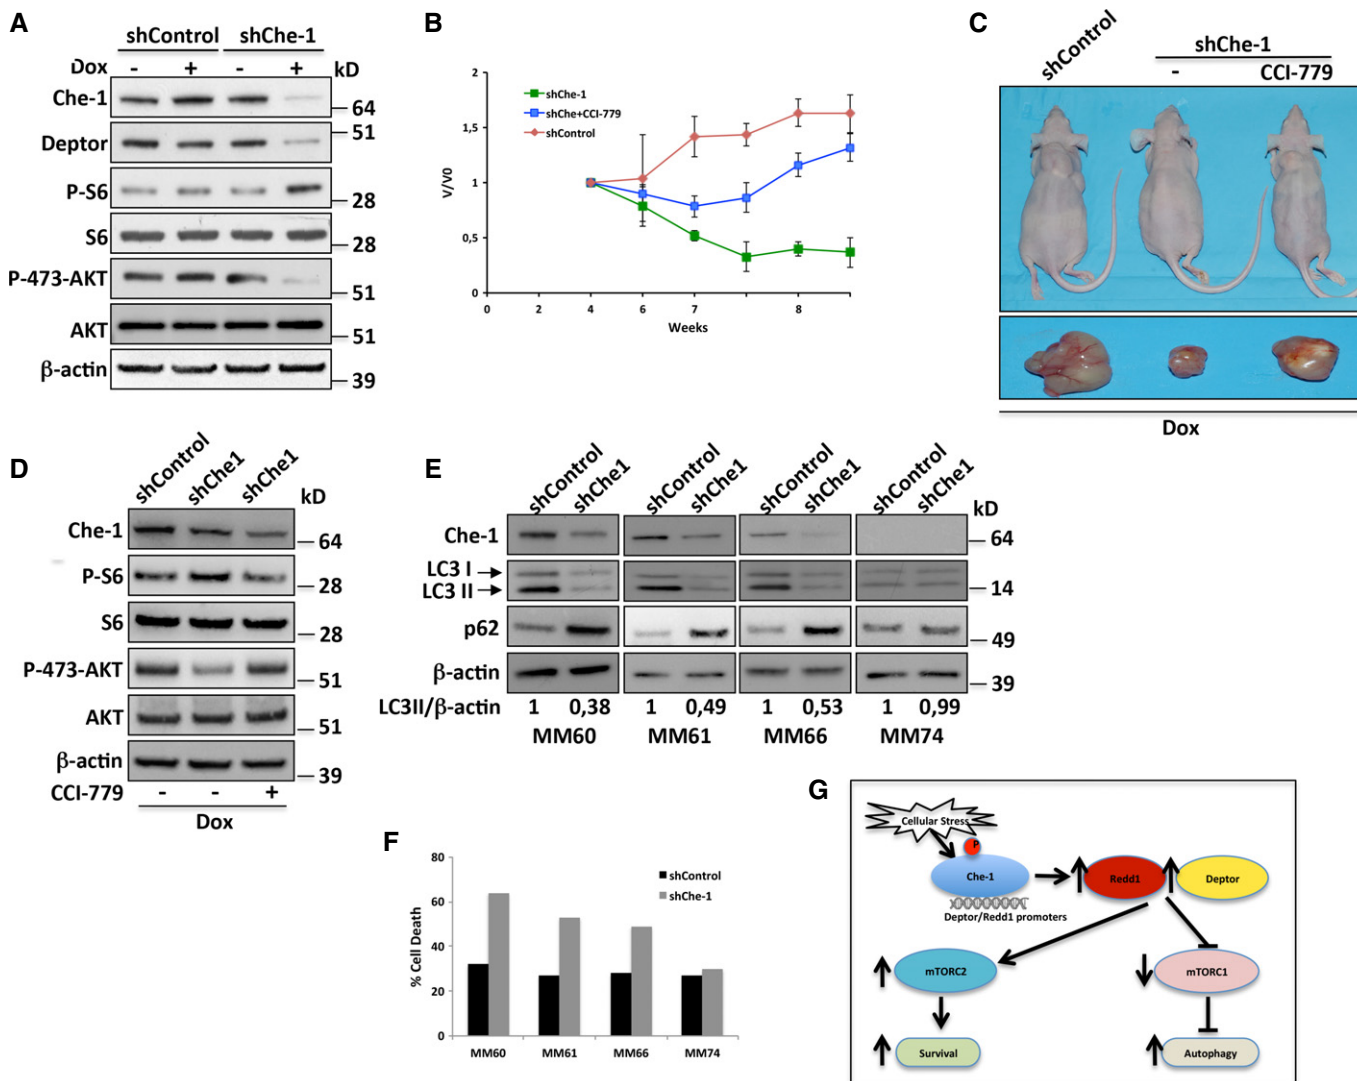 A
shControl shChe-1
Dox - + - + kD
Che-1
64
Deptor
51
P-S6
28
S6
28
P-473-AKT
51
AKT
51
β-actin
39
B
2
1,5
1
0,5
0
V/V0
shChe-1
shChe+CCI-779
shControl
0 2 4 6 7 8
Weeks
C
shControl
shChe-1
- CCI-779
Dox
D
shControl shChe1 shChe1
kD
Che-1
64
P-S6
28
S6
28
P-473-AKT
51
AKT
51
β-actin
39
CCI-779 - - +
Dox
E
shControl shChe1 shControl shChe1 shControl shChe1 shControl shChe1
kD
Che-1
64
LC3 I
LC3 II
14
p62
49
β-actin
39
LC3II/β-actin 1 0,38 1 0,49 1 0,53 1 0,99
MM60 MM61 MM66 MM74
F
80
60
40
20
0
% Cell Death
shControl
shChe-1
MM60 MM61 MM66 MM74
G
Cellular Stress
P
Che-1
Redd1
Deptor
Deptor/Redd1 promoters
mTORC2
mTORC1
Survival
Autophagy